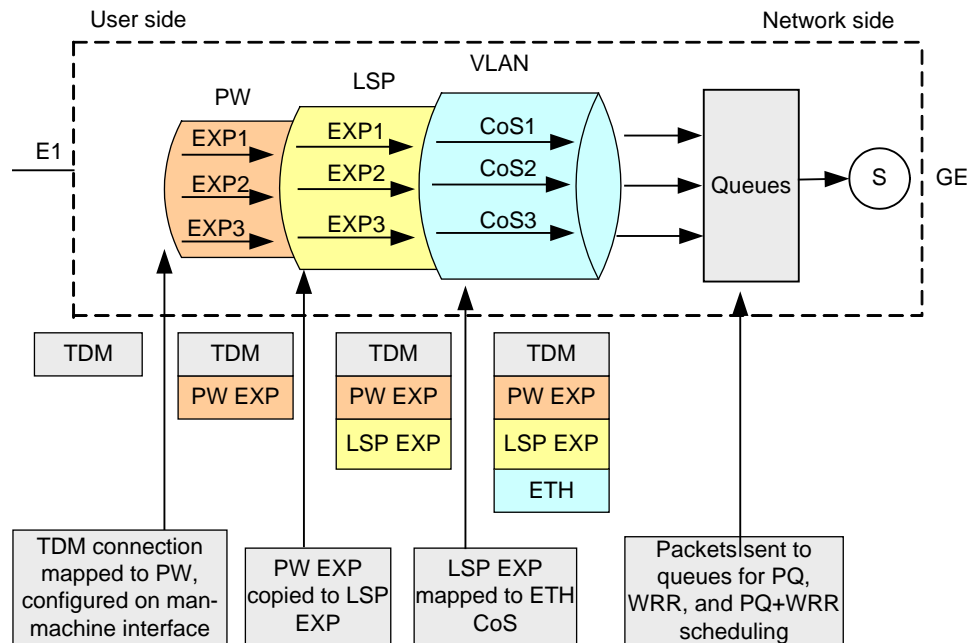 User side
Network side
VLAN
LSP
PW
E1
EXP1
EXP1
CoS1
EXP2
EXP2
CoS2
EXP3
EXP3
CoS3
Queues
S
GE
TDM
TDM
PW EXP
TDM
PW EXP
LSP EXP
TDM
PW EXP
LSP EXP
ETH
TDM connection
mapped to PW,
configured on man-
machine interface
PW EXP
copied to LSP
EXP
LSP EXP
mapped to ETH
CoS
Packets sent to
queues for PQ,
WRR, and PQ+WRR
scheduling